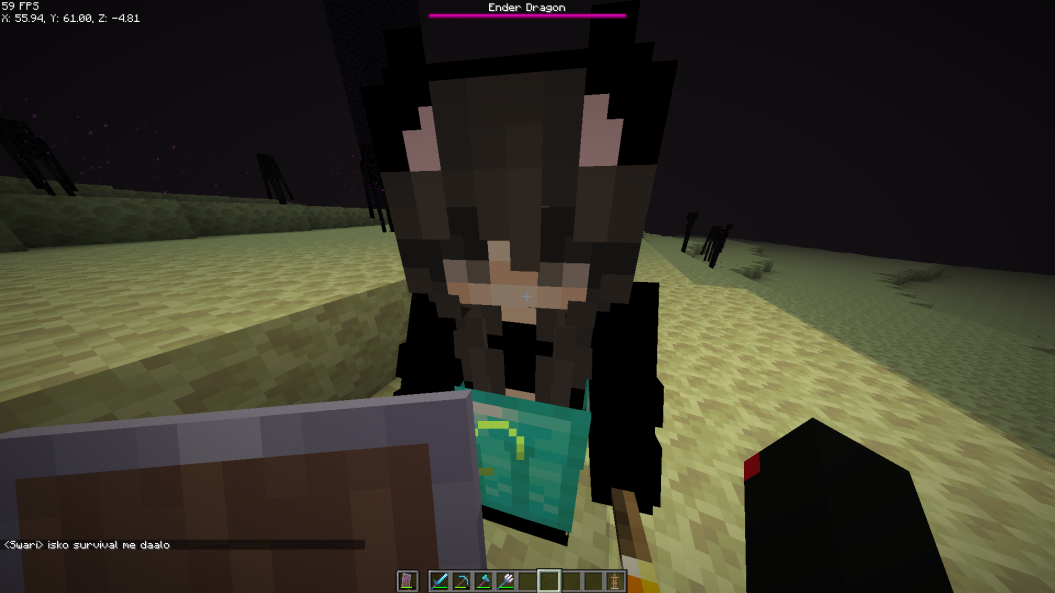 59 FPS
Ender Dragon
X: 55.94, Y: 61.00, Z: -4.81
<Swari> isko survival me daalo